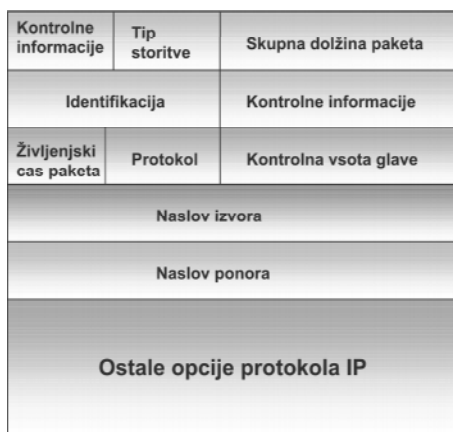 Kontrolne
informacije
Tip
storitve
Skupna dolžina paketa
Identifikacija
Kontrolne informacije
Življenjski
cas paketa
Protokol
Kontrolna vsota glave
Naslov izvora
Naslov ponora
Ostale opcije protokola IP